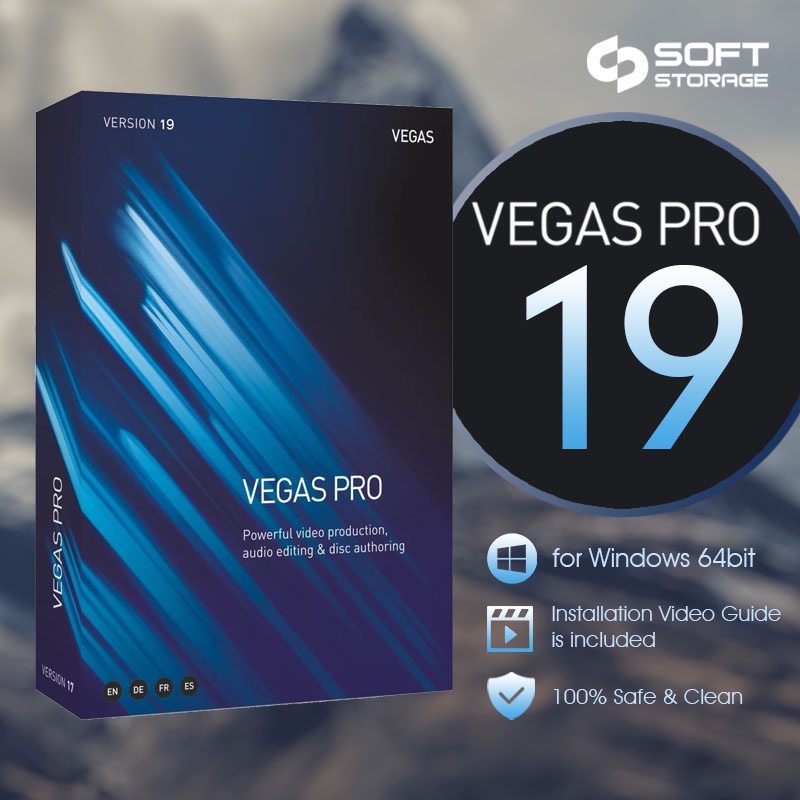 SOFT
STORAGE
VERSION 19
VEGAS
VEGAS PRO
19
VEGAS PRO
Powerful video production,
audio editing & disc authoring
VEGAS PRO
VERSION 17
EN DE FR ES
for Windows 64bit
Installation Video Guide
is included
100% Safe & Clean